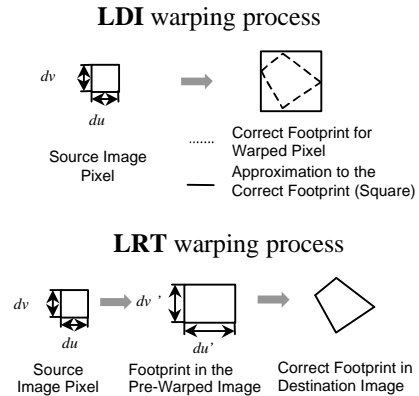 LDI warping process
dv
du
Source Image
Pixel
Correct Footprint for
Warped Pixel
Approximation to the
Correct Footprint (Square)
LRT warping process
dv
du
dv '
du'
Source
Image Pixel
Footprint in the
Pre-Warped Image
Correct Footprint in
Destination Image